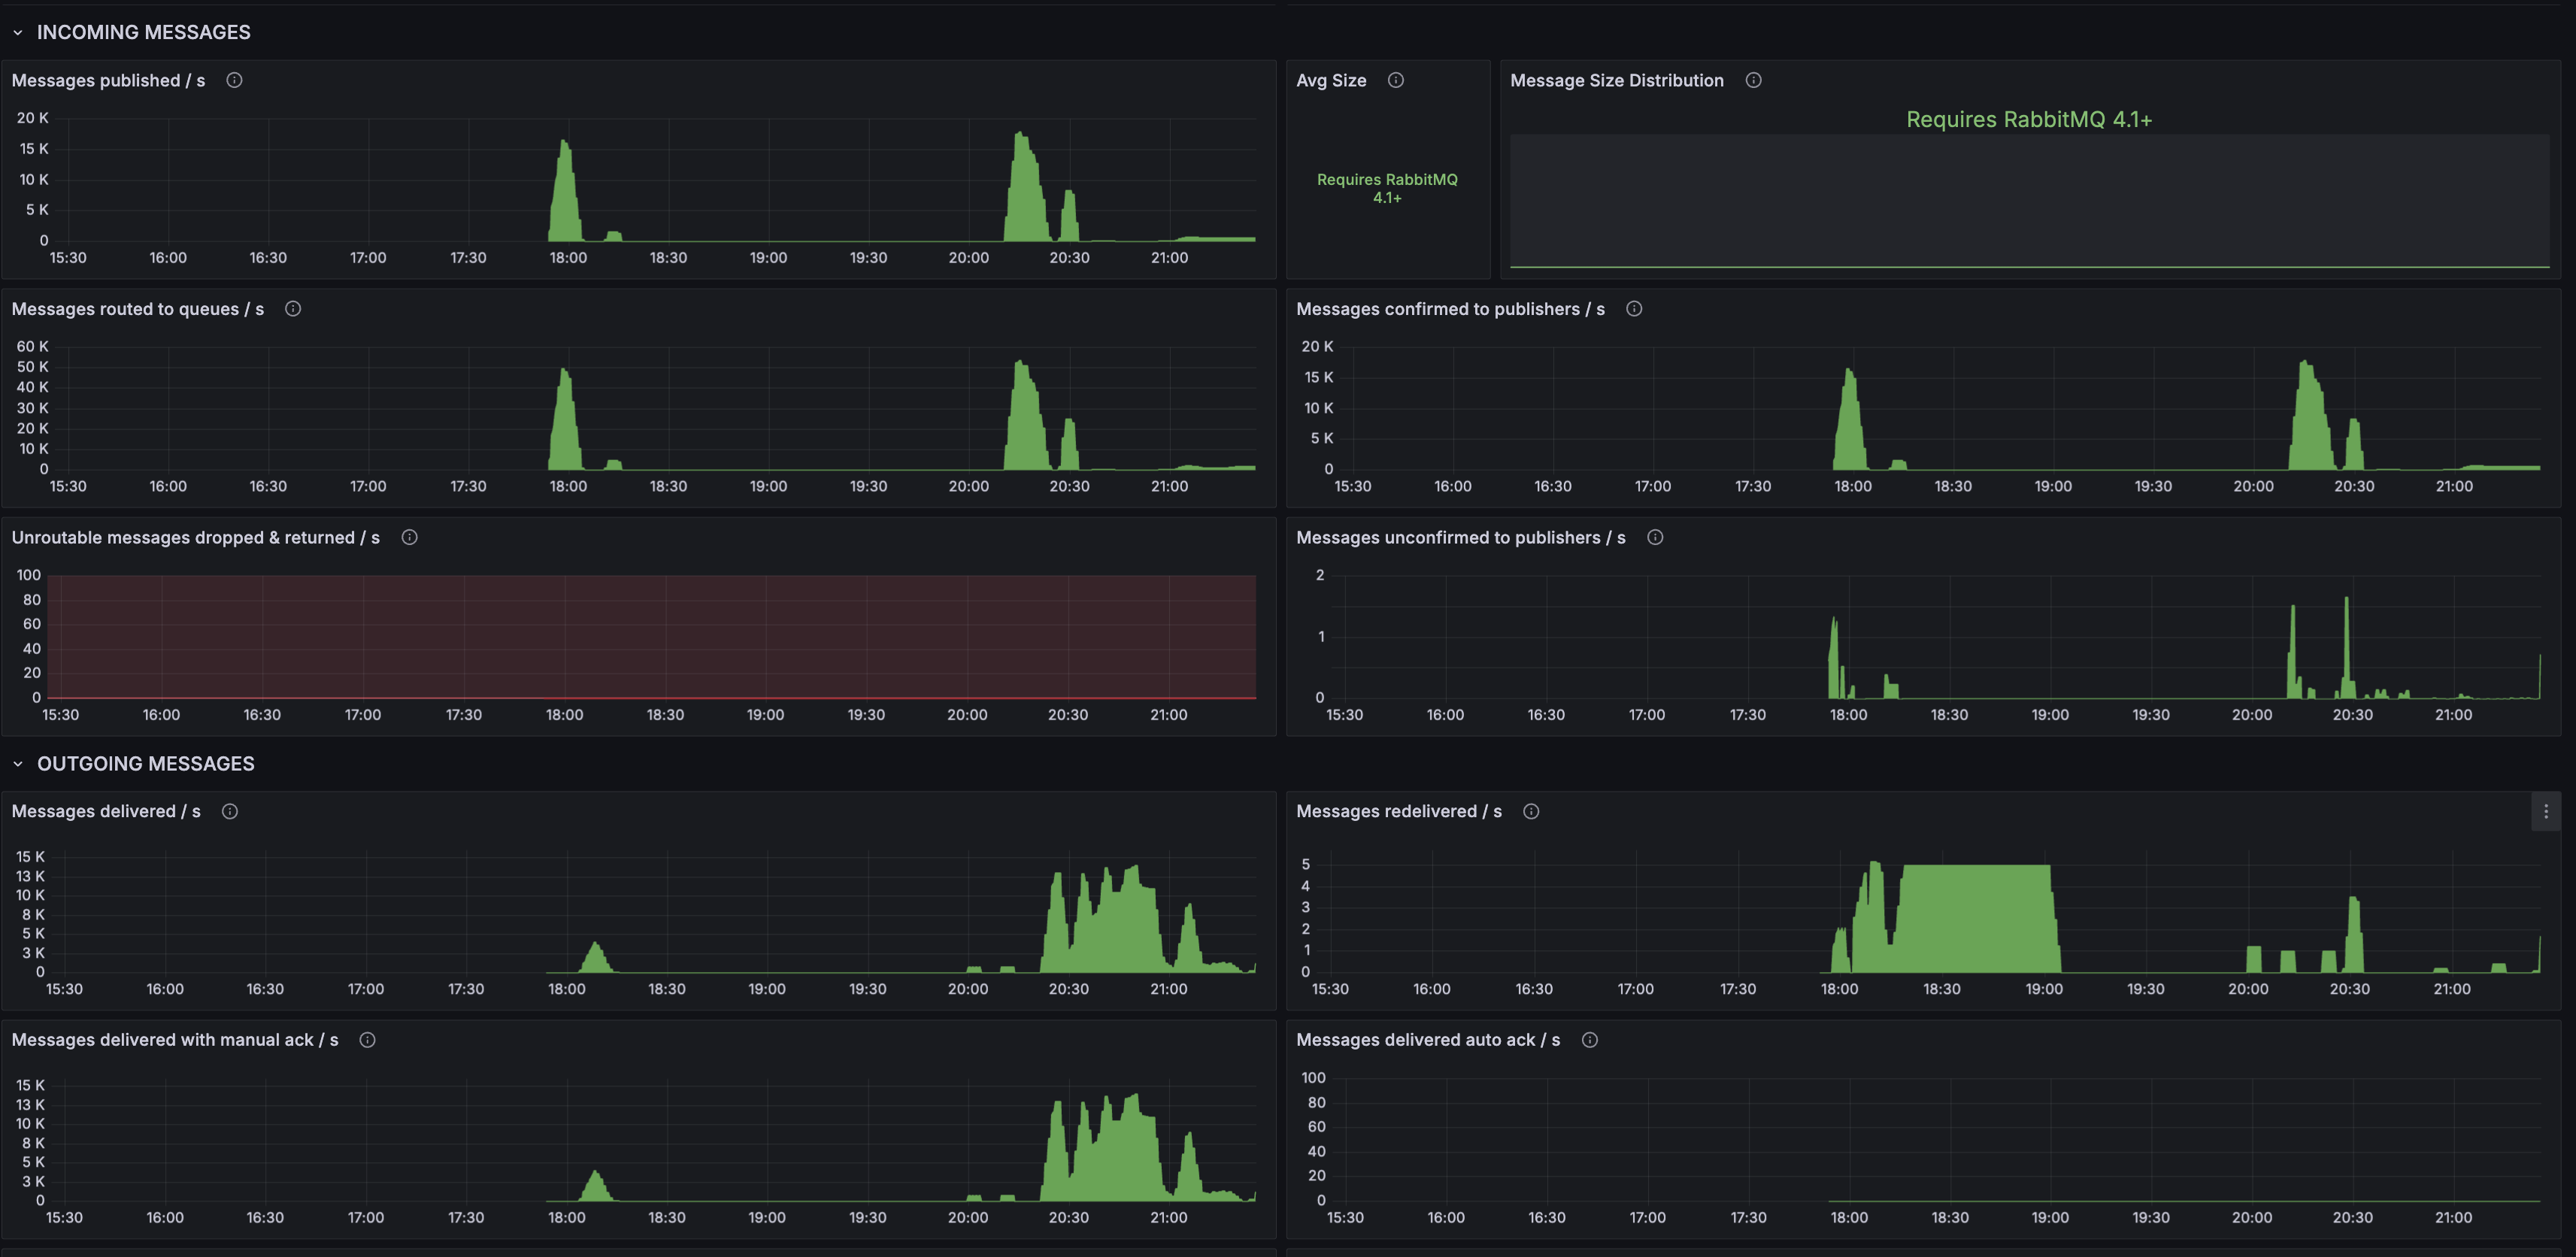 INCOMING MESSAGES
Messages published / s
20 K
15 K
10 K
5 K
0
15:30 16:00 16:30 17:00 17:30 18:00 18:30 19:00 19:30 20:00 20:30 21:00
Avg Size
Requires RabbitMQ
4.1+
Message Size Distribution
Requires RabbitMQ 4.1+
Messages routed to queues / s
60 K
50 K
40 K
30 K
20 K
10 K
0
15:30 16:00 16:30 17:00 17:30 18:00 18:30 19:00 19:30 20:00 20:30 21:00
Messages confirmed to publishers / s
20 K
15 K
10 K
5 K
0
15:30 16:00 16:30 17:00 17:30 18:00 18:30 19:00 19:30 20:00 20:30 21:00
Unroutable messages dropped & returned / s
100
80
60
40
20
0
15:30 16:00 16:30 17:00 17:30 18:00 18:30 19:00 19:30 20:00 20:30 21:00
Messages unconfirmed to publishers / s
2
1
0
15:30 16:00 16:30 17:00 17:30 18:00 18:30 19:00 19:30 20:00 20:30 21:00
OUTGOING MESSAGES
Messages delivered / s
15 K
13 K
10 K
8 K
5 K
3 K
0
15:30 16:00 16:30 17:00 17:30 18:00 18:30 19:00 19:30 20:00 20:30 21:00
Messages redelivered / s
5
4
3
2
1
0
15:30 16:00 16:30 17:00 17:30 18:00 18:30 19:00 19:30 20:00 20:30 21:00
Messages delivered with manual ack / s
15 K
13 K
10 K
8 K
5 K
3 K
0
15:30 16:00 16:30 17:00 17:30 18:00 18:30 19:00 19:30 20:00 20:30 21:00
Messages delivered auto ack / s
100
80
60
40
20
0
15:30 16:00 16:30 17:00 17:30 18:00 18:30 19:00 19:30 20:00 20:30 21:00